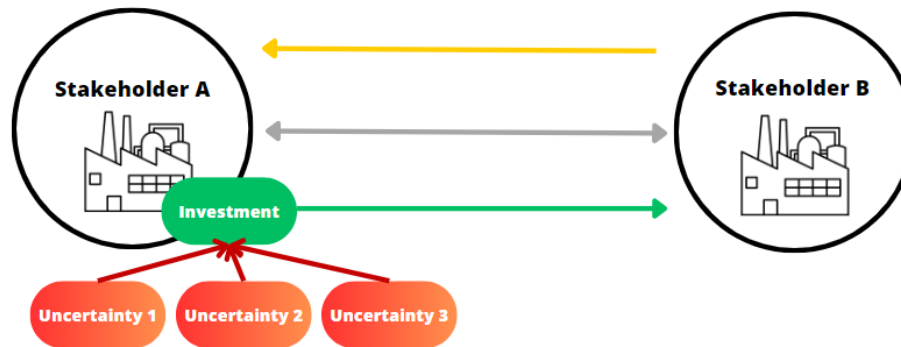 Stakeholder A
Stakeholder B
Investment
Uncertainty 1
Uncertainty 2
Uncertainty 3